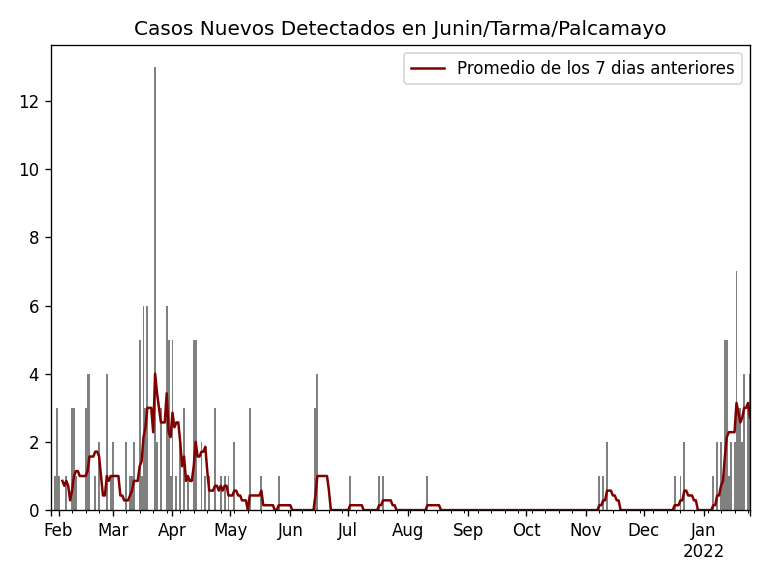 Casos Nuevos Detectados en Junin/Tarma/Palcamayo
Promedio de los 7 dias anteriores
12
10
8
6
4
2
0
Feb Mar Apr May Jun Jul Aug Sep Oct Nov Dec Jan
2022